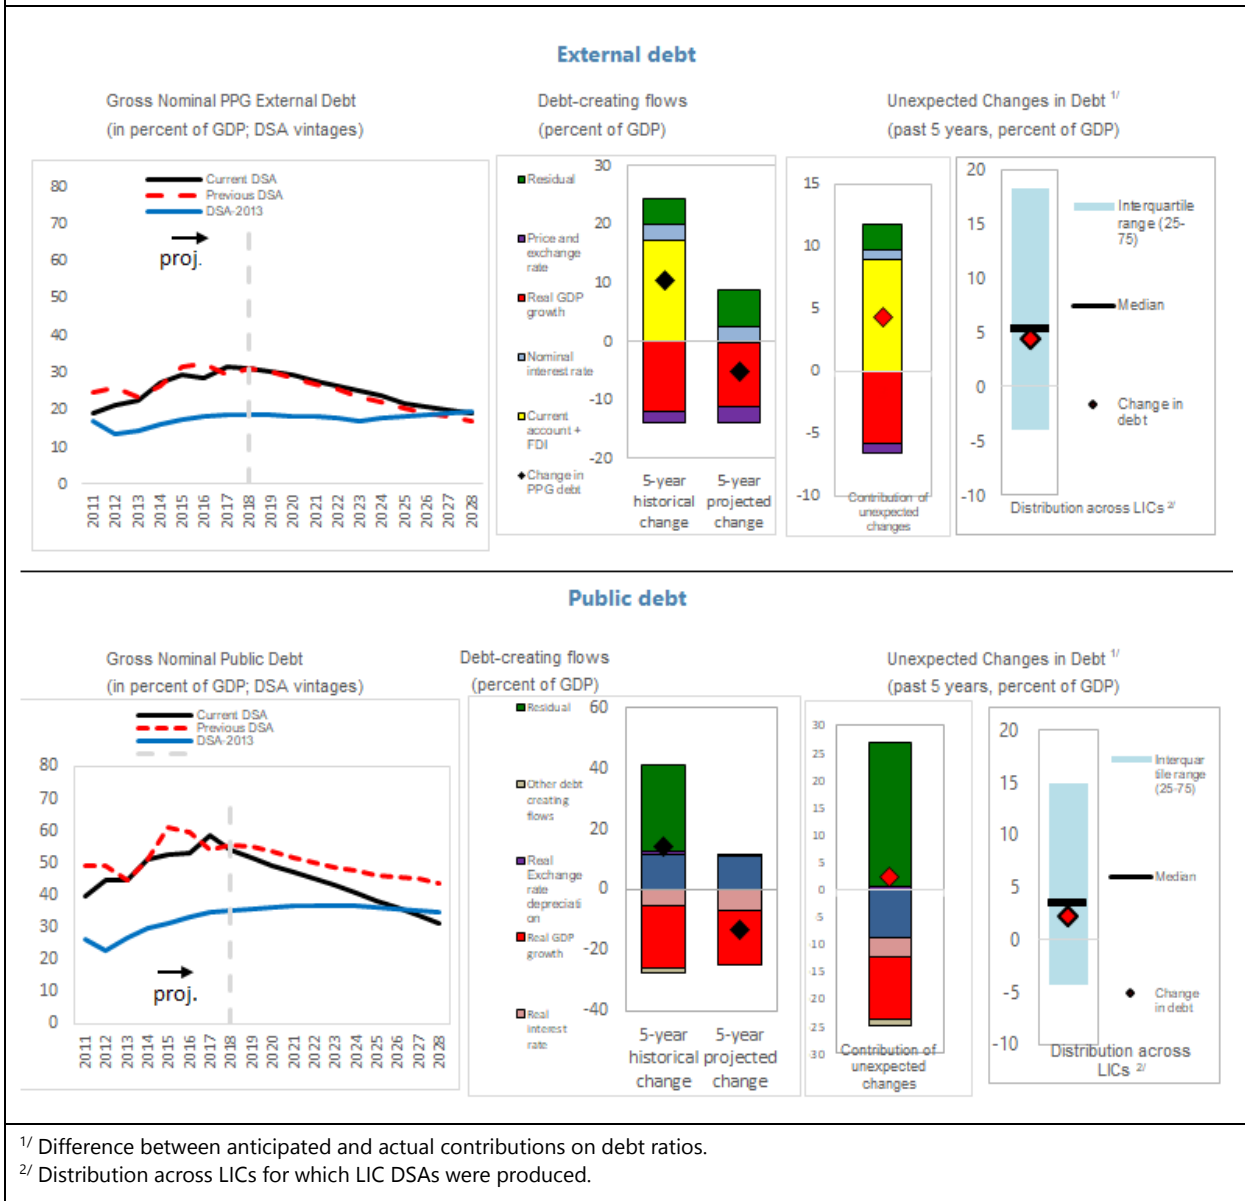 External debt
Gross Nominal PPG External Debt
(in percent of GDP; DSA vintages)
Debt-creating flows
(percent of GDP)
Unexpected Changes in Debt 1/
(past 5 years, percent of GDP)
Current DSA
Previous DSA
DSA-2013
proj.
80
70
60
50
40
30
20
10
0
2011
2012
2013
2014
2015
2016
2017
2018
2019
2020
2021
2022
2023
2024
2025
2026
2027
2028
Residual
Price and
exchange
rate
Real GDP
growth
Nominal
interest rate
Current
account +
FDI
Change in
PPG debt
30
20
10
0
-10
-20
5-year
historical
change
5-year
projected
change
15
10
5
0
-5
-10
Contribution of
unexpected
changes
20
15
10
5
0
-5
-10
Interquartile
range (25-
75)
Median
Change in
debt
Distribution across LICs 2/
Public debt
Gross Nominal Public Debt
(in percent of GDP; DSA vintages)
Debt-creating flows
(percent of GDP)
Unexpected Changes in Debt 1/
(past 5 years, percent of GDP)
Current DSA
Previous DSA
DSA-2013
80
70
60
50
40
30
20
10
0
proj.
2011
2012
2013
2014
2015
2016
2017
2018
2019
2020
2021
2022
2023
2024
2025
2026
2027
2028
Residual
Other debt
creating
flows
Real
Exchange
rate
depreciati
on
Real GDP
growth
Real
interest
rate
60
40
20
0
-20
-40
5-year
historical
change
5-year
projected
change
30
25
20
15
10
5
0
-5
-10
-15
-20
-25
30
Contribution of
unexpected
changes
20
15
10
5
0
-5
-10
Interquar
tile range
(25-75)
Median
Change
in debt
Distribution across
LICs 2/
1/ Difference between anticipated and actual contributions on debt ratios.
2/ Distribution across LICs for which LIC DSAs were produced.